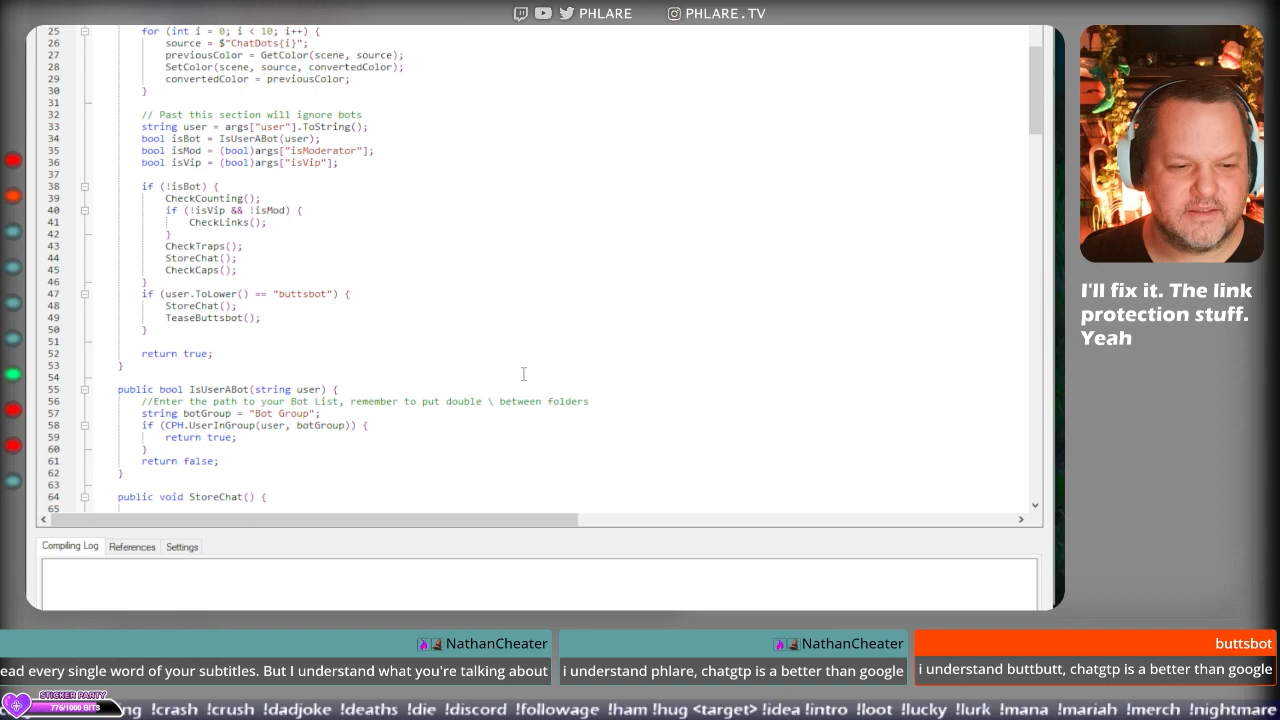 PHLARE PHLARE.TV
25 for (int i = 0; i < 10; i++) {
26 source = $"ChatDots{i}";
27 previousColor = GetColor(scene, source);
28 SetColor(scene, source, convertedColor);
29 convertedColor = previousColor;
30 }
31
32 // Past this section will ignore bots
33 string user = args["user"].ToString();
34 bool isBot = IsUserABot(user);
35 bool isMod = (bool)args["isModerator"];
36 bool isVip = (bool)args["isVip"];
37
38 if (!isBot) {
39 CheckCounting();
40 if (!isVip && !isMod) {
41 CheckLinks();
42 }
43 CheckTraps();
44 StoreChat();
45 CheckCaps();
46 }
47 if (user.ToLower() == "buttsbot") {
48 StoreChat();
49 TeaseButtsbot();
50 }
51
52 return true;
53 }
54
55 public bool IsUserABot(string user) {
56 //Enter the path to your Bot List, remember to put double \ between folders
57 string botGroup = "Bot Group";
58 if (CPH.UserInGroup(user, botGroup)) {
59 return true;
60 }
61 return false;
62 }
63
64 public void StoreChat() {
65
Compiling Log References Settings
I'll fix it. The link
protection stuff.
Yeah
NathanCheater
ead every single word of your subtitles. But I understand what you're talking about
NathanCheater
i understand phlare, chatgtp is a better than google
buttsbot
i understand buttbutt, chatgtp is a better than google
STICKER PARTY
775/1000 BITS
ng !crash !crush !dadjoke !deaths !die !discord !followage !ham !hug <target> !idea !intro !loot !lucky !lurk !mana !mariah !merch !nightmare